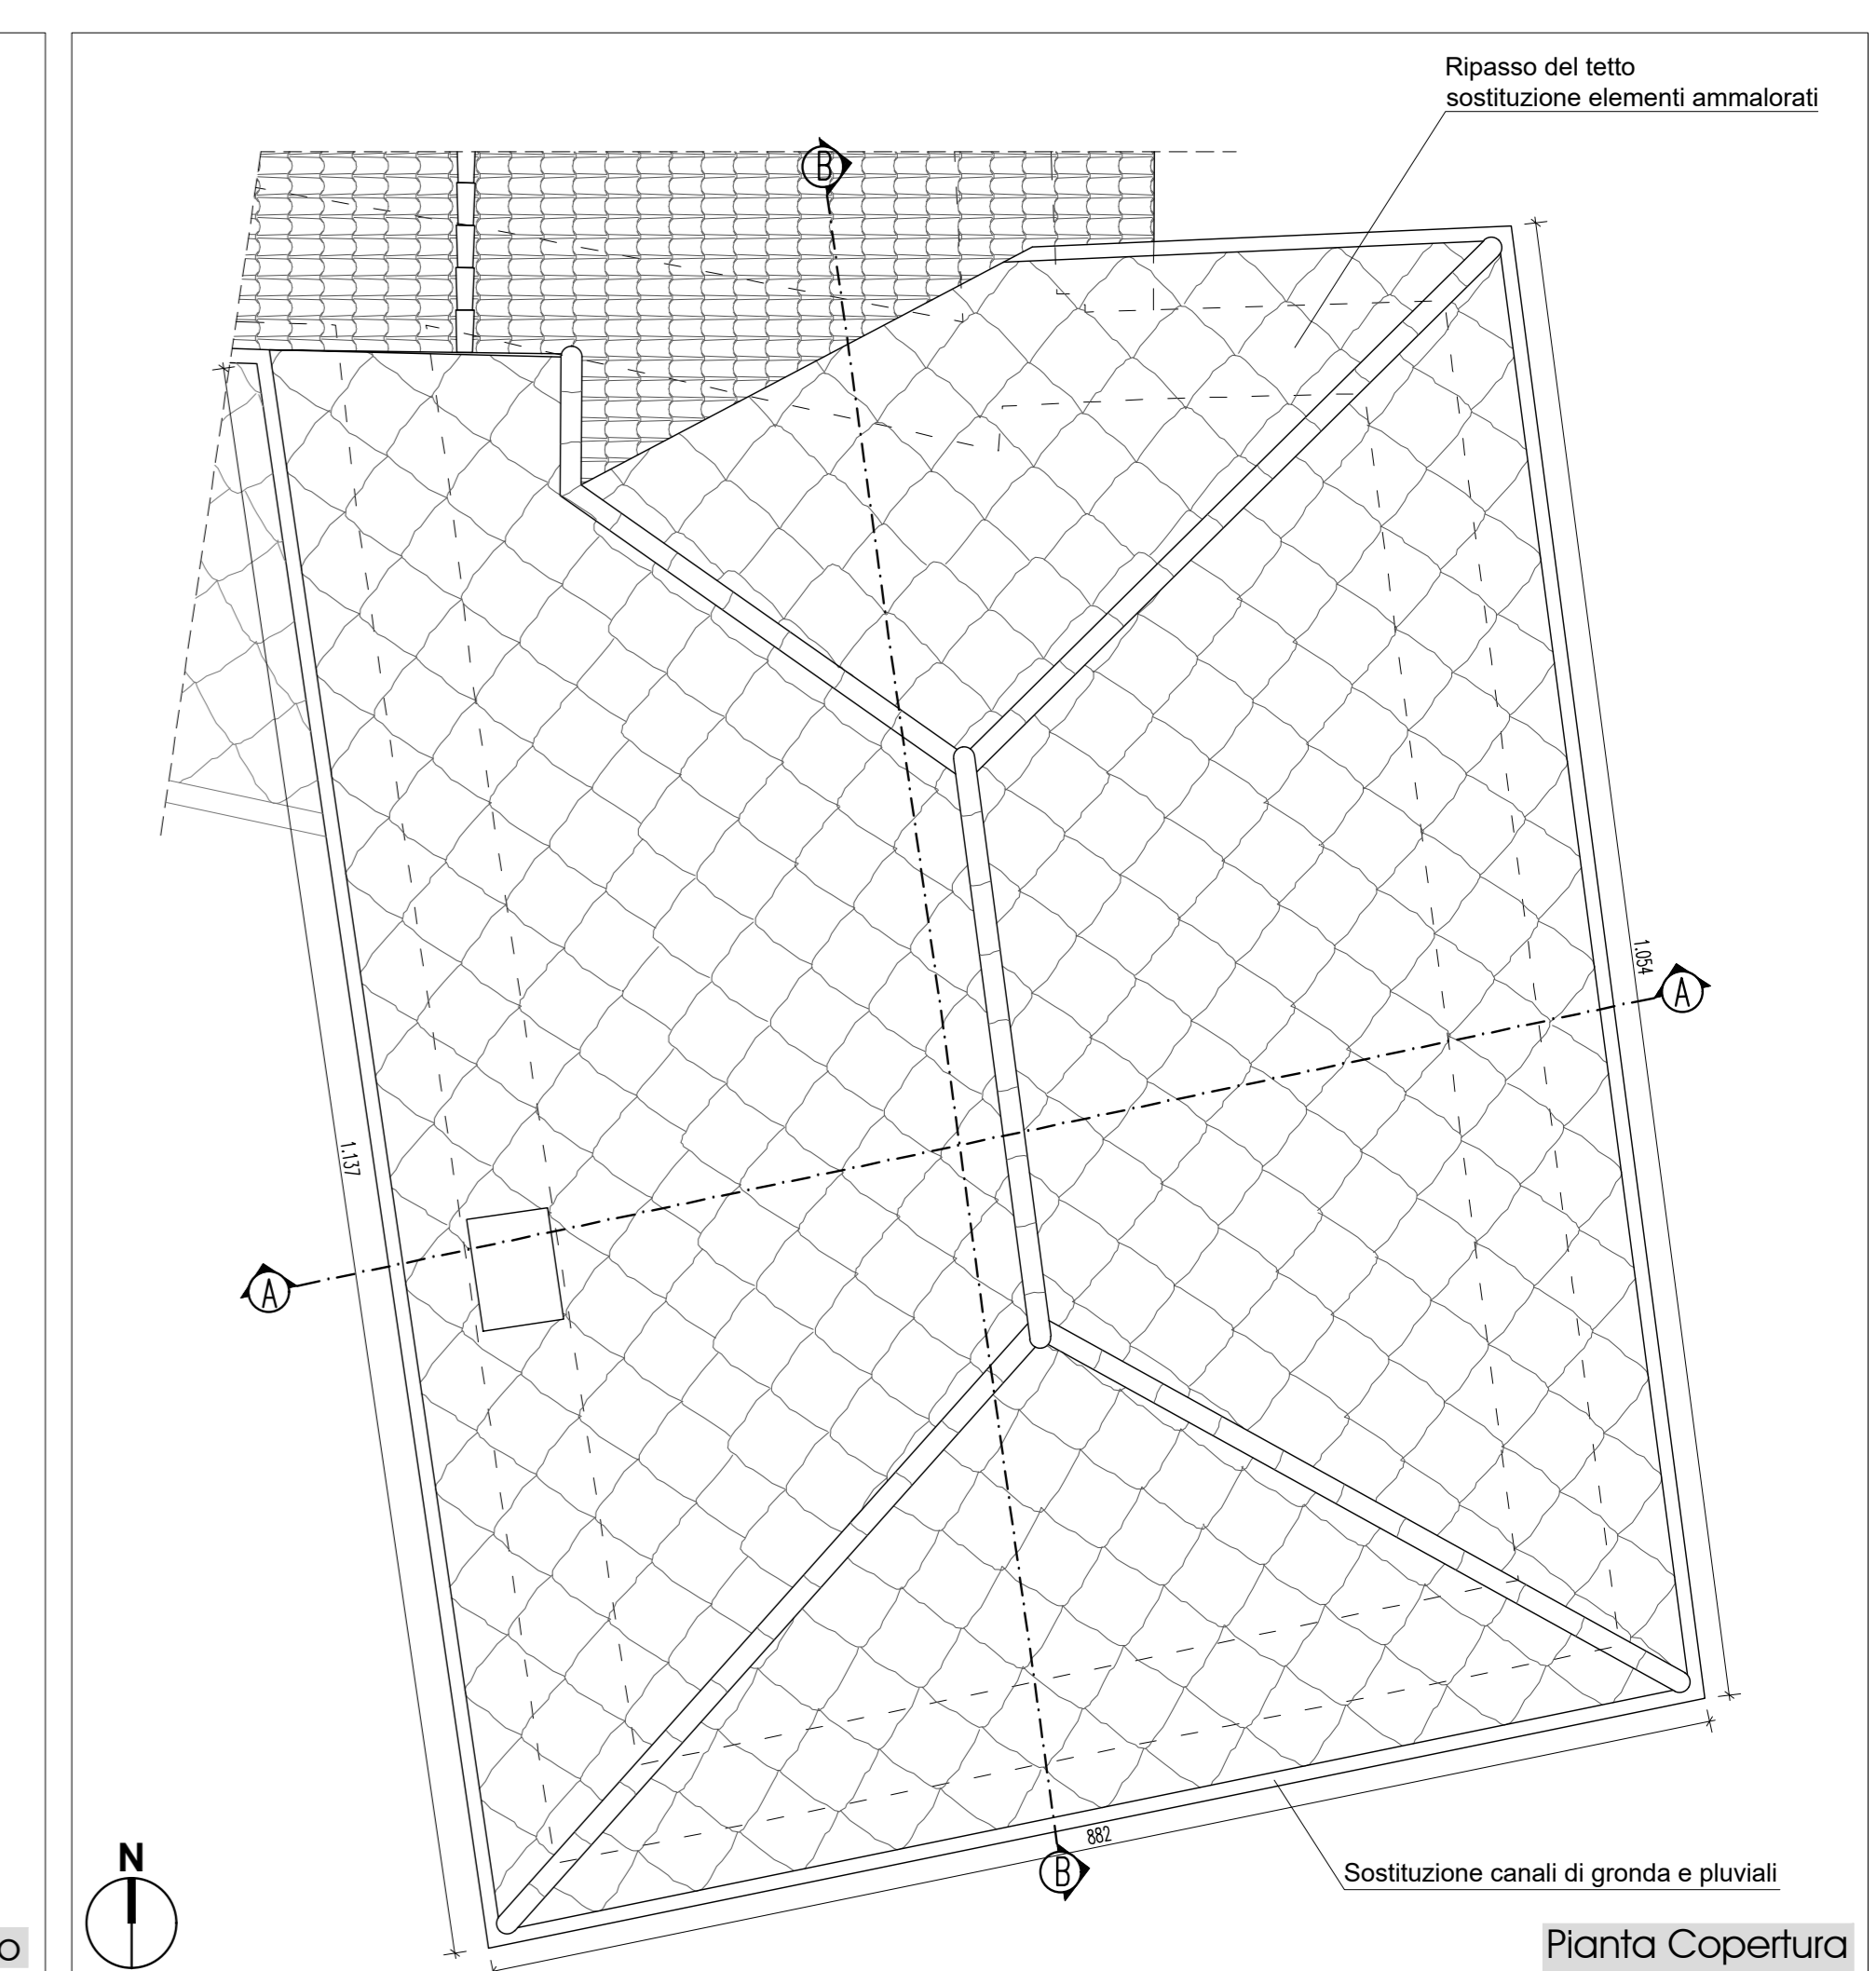 Ripasso del tetto
sostituzione elementi ammalorati
B
1.054
A
1.137
A
882
B
Sostituzione canali di gronda e pluviali
N
o
Pianta Copertura